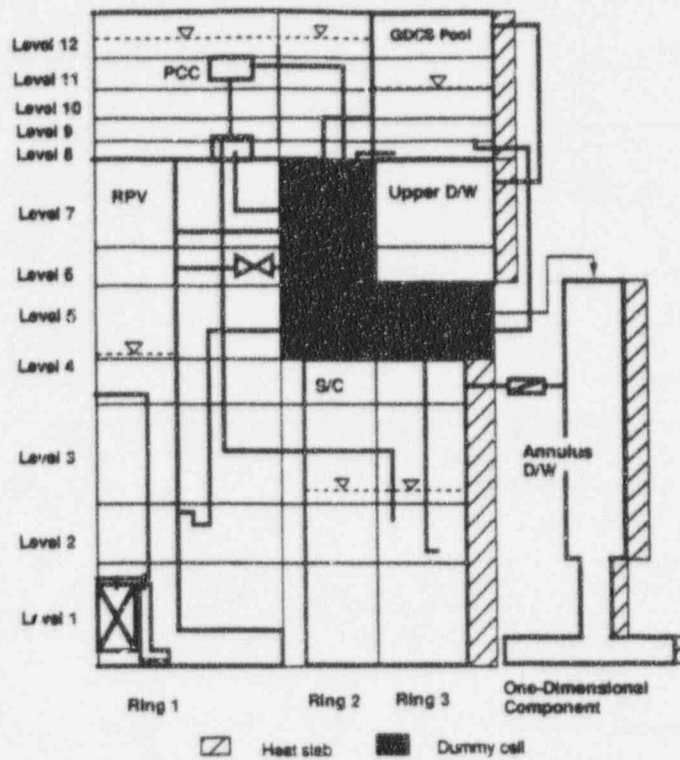 Level 12
GDCS Pool
Level 11
PCC
Level 10
Level 9
Level 8
RPV
Upper D/W
Level 7
Level 6
Level 5
Level 4
S/C
Level 3
Annulus
D/W
Level 2
Level 1
Ring 1
Ring 2
Ring 3
One-Dimensional
Component
Heat slab
Dummy cell